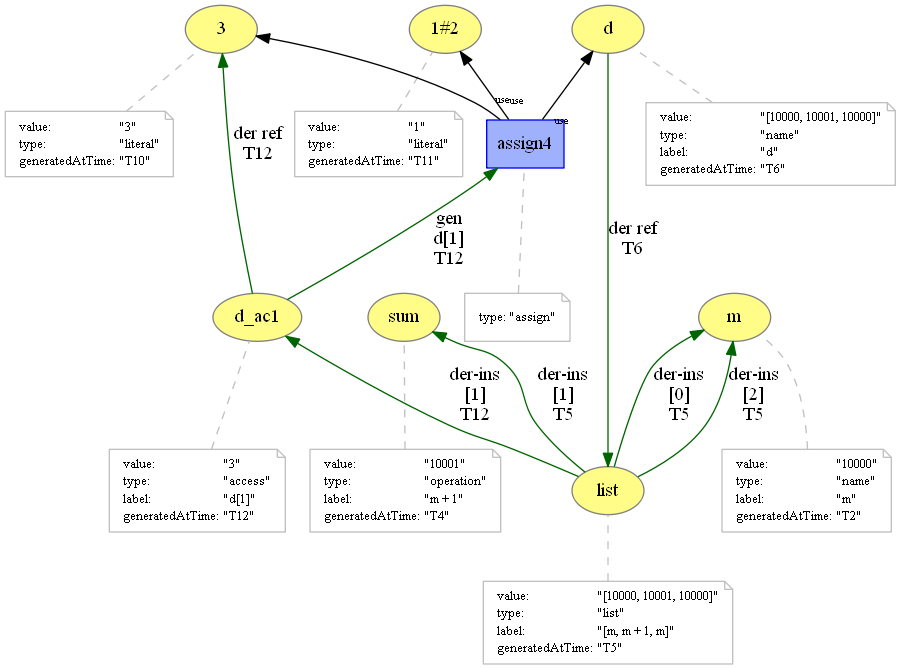 3
1#2
d
value: "3"
type: "literal"
generatedAtTime: "T10"
value: "1"
type: "literal"
generatedAtTime: "T11"
use
use
use
assign4
value: "[10000, 10001, 10000]"
type: "name"
label: "d"
generatedAtTime: "T6"
der ref
T12
gen
d[1]
T12
der ref
T6
d_ac1
sum
type: "assign"
m
der-ins
[1]
T12
der-ins
[1]
T5
der-ins
[0]
T5
der-ins
[2]
T5
value: "3"
type: "access"
label: "d[1]"
generatedAtTime: "T12"
value: "10001"
type: "operation"
label: "m + 1"
generatedAtTime: "T4"
list
value: "10000"
type: "name"
label: "m"
generatedAtTime: "T2"
value: "[10000, 10001, 10000]"
type: "list"
label: "[m, m + 1, m]"
generatedAtTime: "T5"